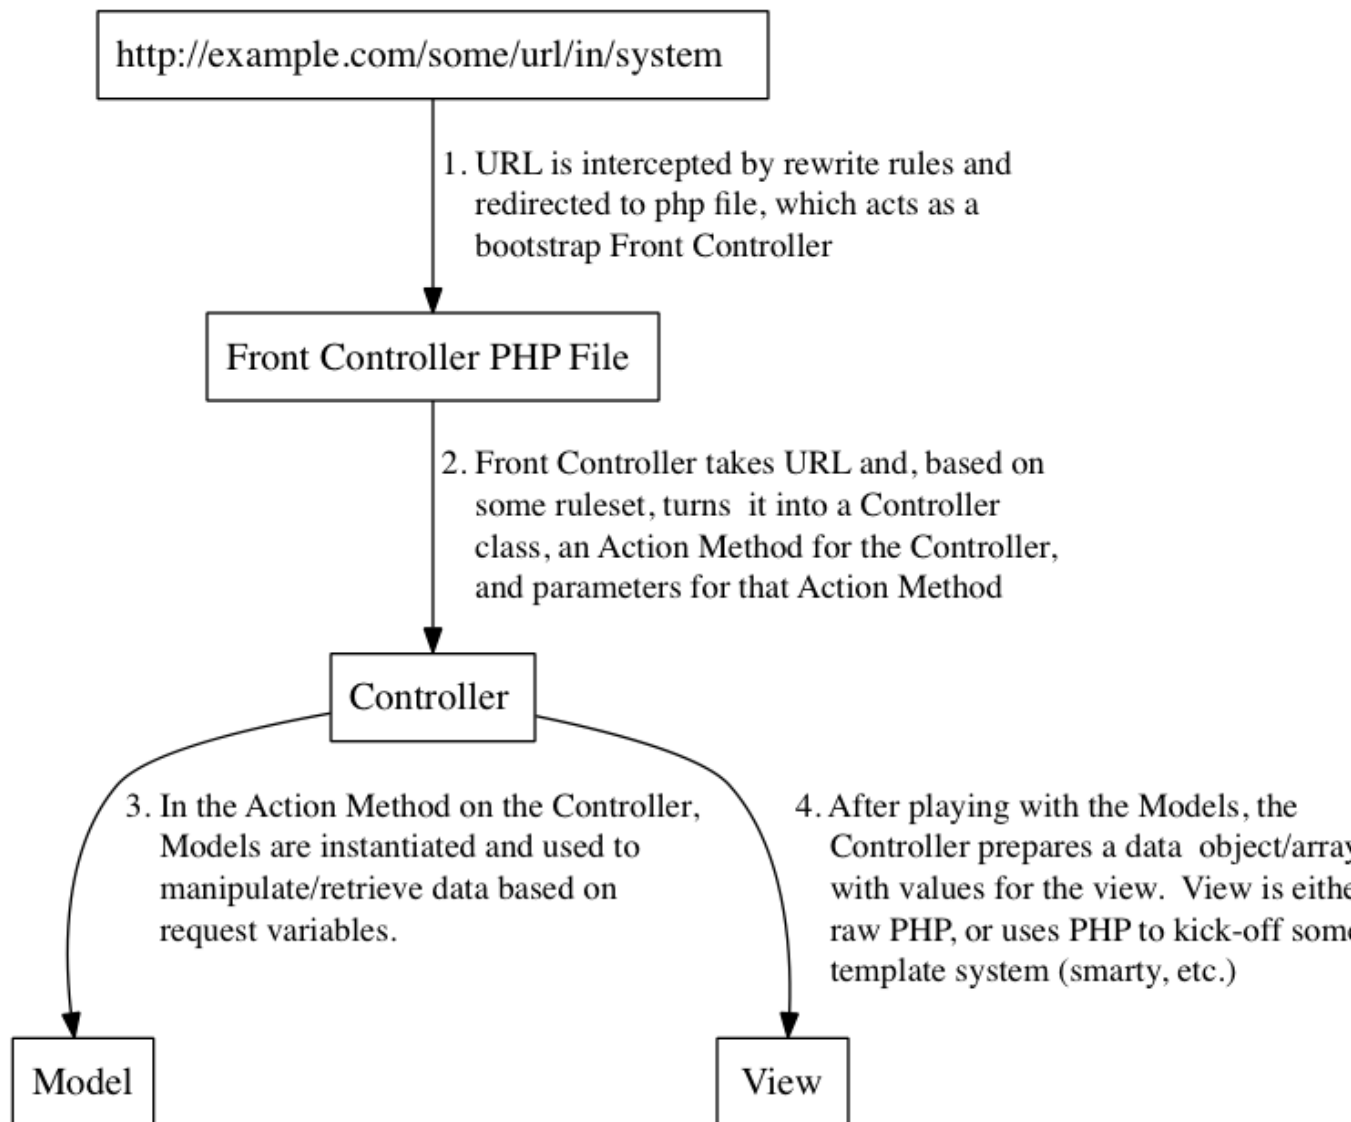 http://example.com/some/url/in/system
1. URL is intercepted by rewrite rules and
redirected to php file, which acts as a
bootstrap Front Controller
Front Controller PHP File
2. Front Controller takes URL and, based on
some ruleset, turns  it into a Controller
class, an Action Method for the Controller,
and parameters for that Action Method
Controller
3. In the Action Method on the Controller,
Models are instantiated and used to
manipulate/retrieve data based on
request variables.
4. After playing with the Models, the
Controller prepares a data  object/array
with values for the view.  View is eithe
raw PHP, or uses PHP to kick-off some
template system (smarty, etc.)
Model
View